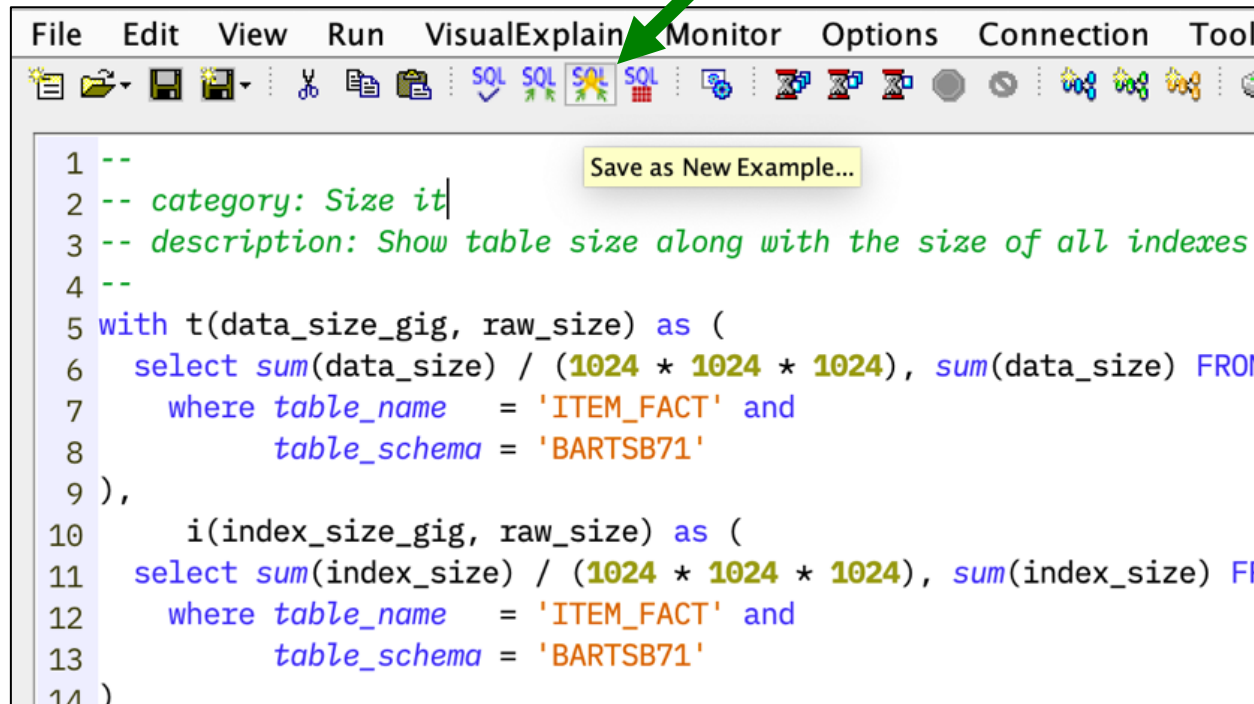 File Edit View Run VisualExplain Monitor Options Connection Tool
SQL SQL SQL SQL
Save as New Example...
1 --
2 -- category: Size it
3 -- description: Show table size along with the size of all indexes
4 --
5 with t(data_size_gig, raw_size) as (
6 select sum(data_size) / (1024 * 1024 * 1024), sum(data_size) FROM
7 where table_name = 'ITEM_FACT' and
8 table_schema = 'BARTSB71'
9 ),
10 i(index_size_gig, raw_size) as (
11 select sum(index_size) / (1024 * 1024 * 1024), sum(index_size) F
12 where table_name = 'ITEM_FACT' and
13 table_schema = 'BARTSB71'
14 )